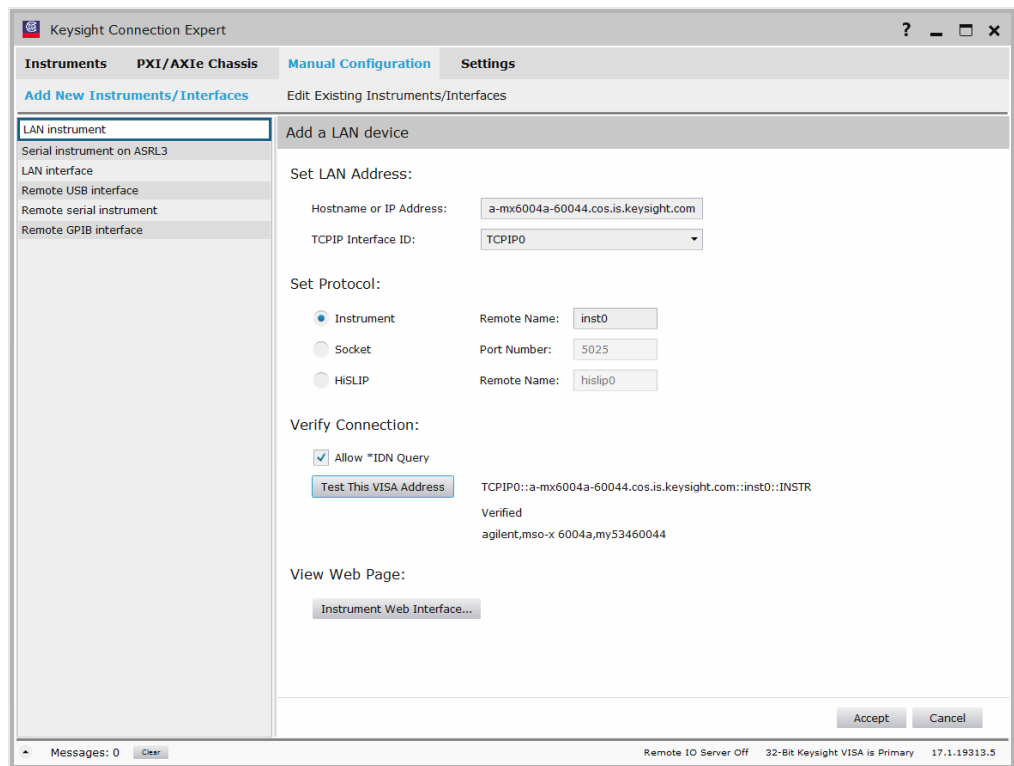 Keysight Connection Expert
?
Instruments PXI/AXIe Chassis Manual Configuration Settings
Add New Instruments/Interfaces Edit Existing Instruments/Interfaces
LAN instrument
Serial instrument on ASRL3
LAN interface
Remote USB interface
Remote serial instrument
Remote GPIB interface
Add a LAN device
Set LAN Address:
Hostname or IP Address: a-mx6004a-60044.cos.is.keysight.com
TCPIP Interface ID: TCPIP0
Set Protocol:
Instrument Remote Name: inst0
Socket Port Number: 5025
HiSLIP Remote Name: hislip0
Verify Connection:
Allow *IDN Query
Test This VISA Address TCPIP0::a-mx6004a-60044.cos.is.keysight.com::inst0::INSTR
Verified
agilent,mso-x 6004a,my53460044
View Web Page:
Instrument Web Interface...
Accept Cancel
Messages: 0 Clear Remote IO Server Off 32-Bit Keysight VISA is Primary 17.1.19313.5